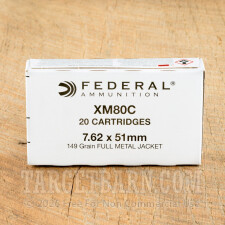 FEDERAL
AMMUNITION
XM80C
20 CARTRIDGES
7.62 x 51mm
149 Grain FULL METAL JACKET
TARGETBARN.COM